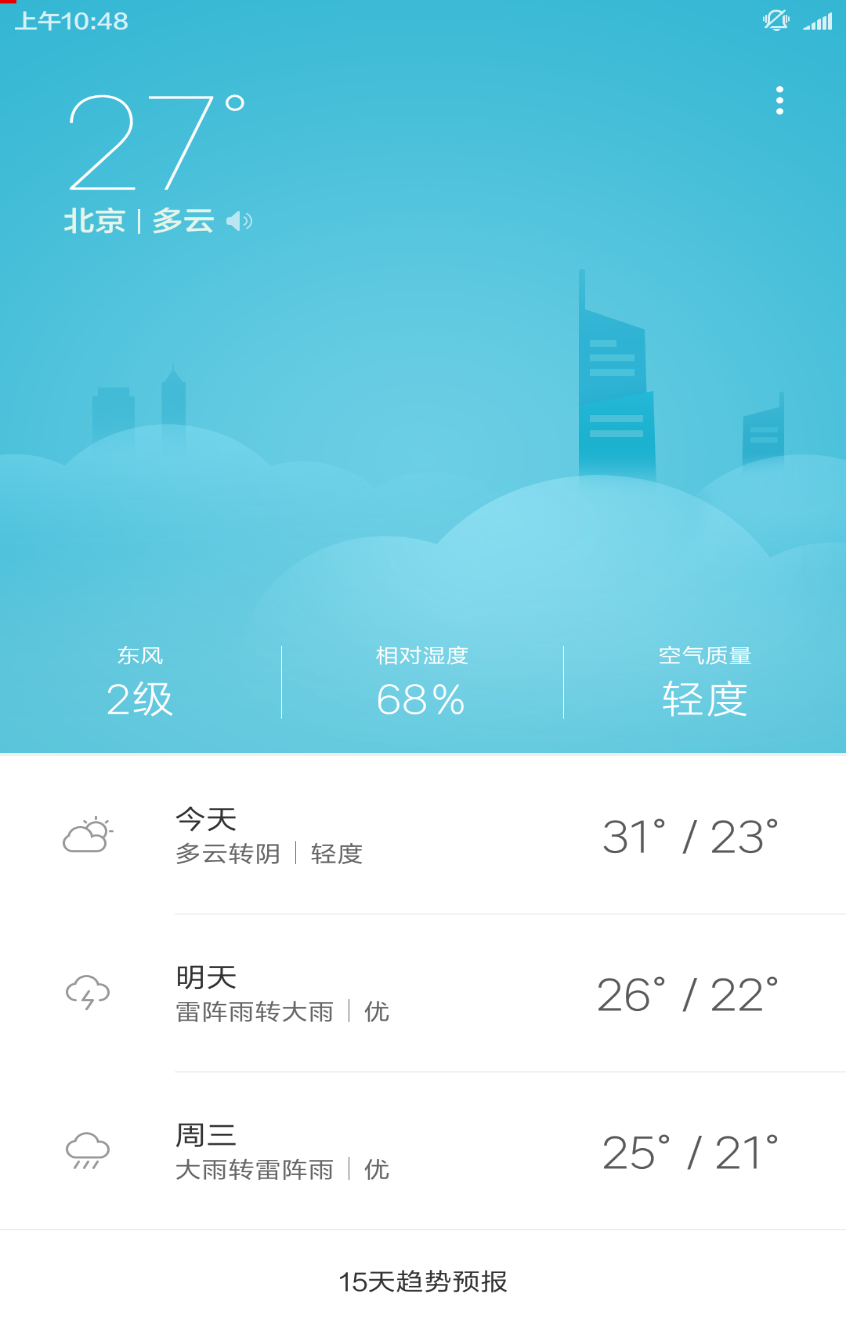 上午10:48
27°
北京 | 多云
东风
2级
相对湿度
68%
空气质量
轻度
今天
多云转阴 | 轻度
31° / 23°
明天
雷阵雨转大雨 | 优
26° / 22°
周三
大雨转雷阵雨 | 优
25° / 21°
15天趋势预报